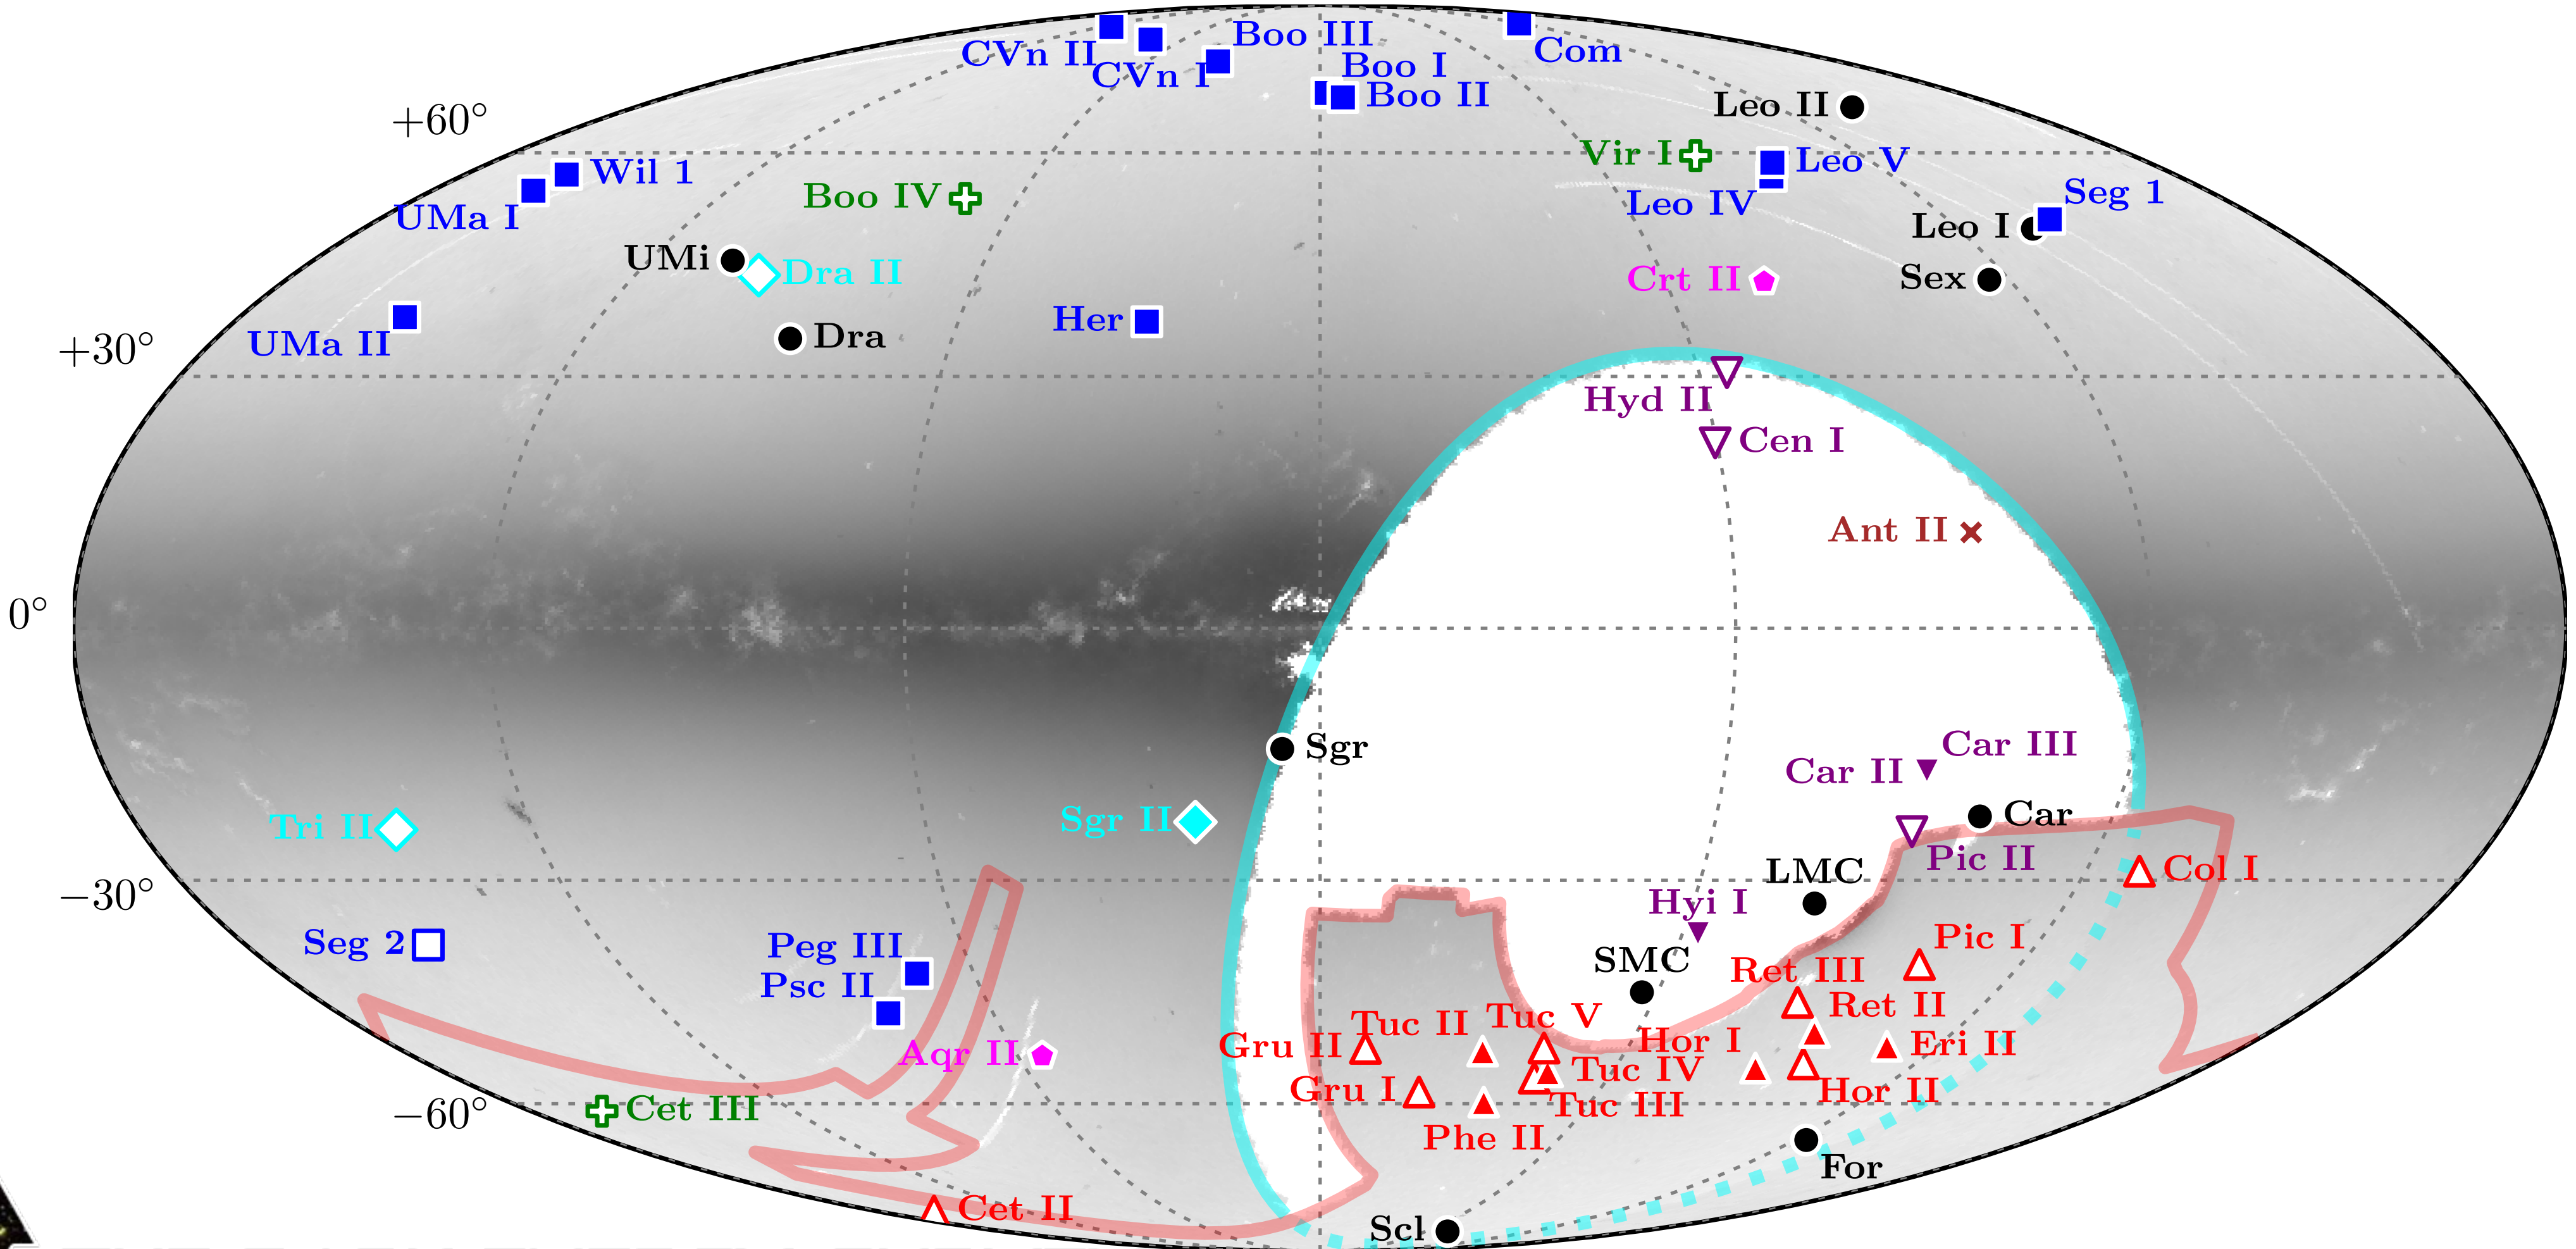 Boo III
CVn II
Com
CVn I
Boo I
Boo II
Leo II
+60°
Vir I
Leo V
Wil 1
Boo IV
Seg 1
Leo IV
UMa I
Leo I
UMi
Dra II
Crt II
Sex
Her
Dra
UMa II
+30°
Hyd II
Cen I
Ant II
0°
Sgr
Car III
Car II
Car
Sgr II
Tri II
Pic II
LMC
Col I
−30°
Hyi I
Pic I
Seg 2
Peg III
SMC
Ret III
Psc II
Ret II
Tuc II
Tuc V
Gru II
Hor I
Eri II
Aqr II
Tuc IV
Gru I
Hor II
Tuc III
Cet III
−60°
Phe II
For
Cet II
Scl